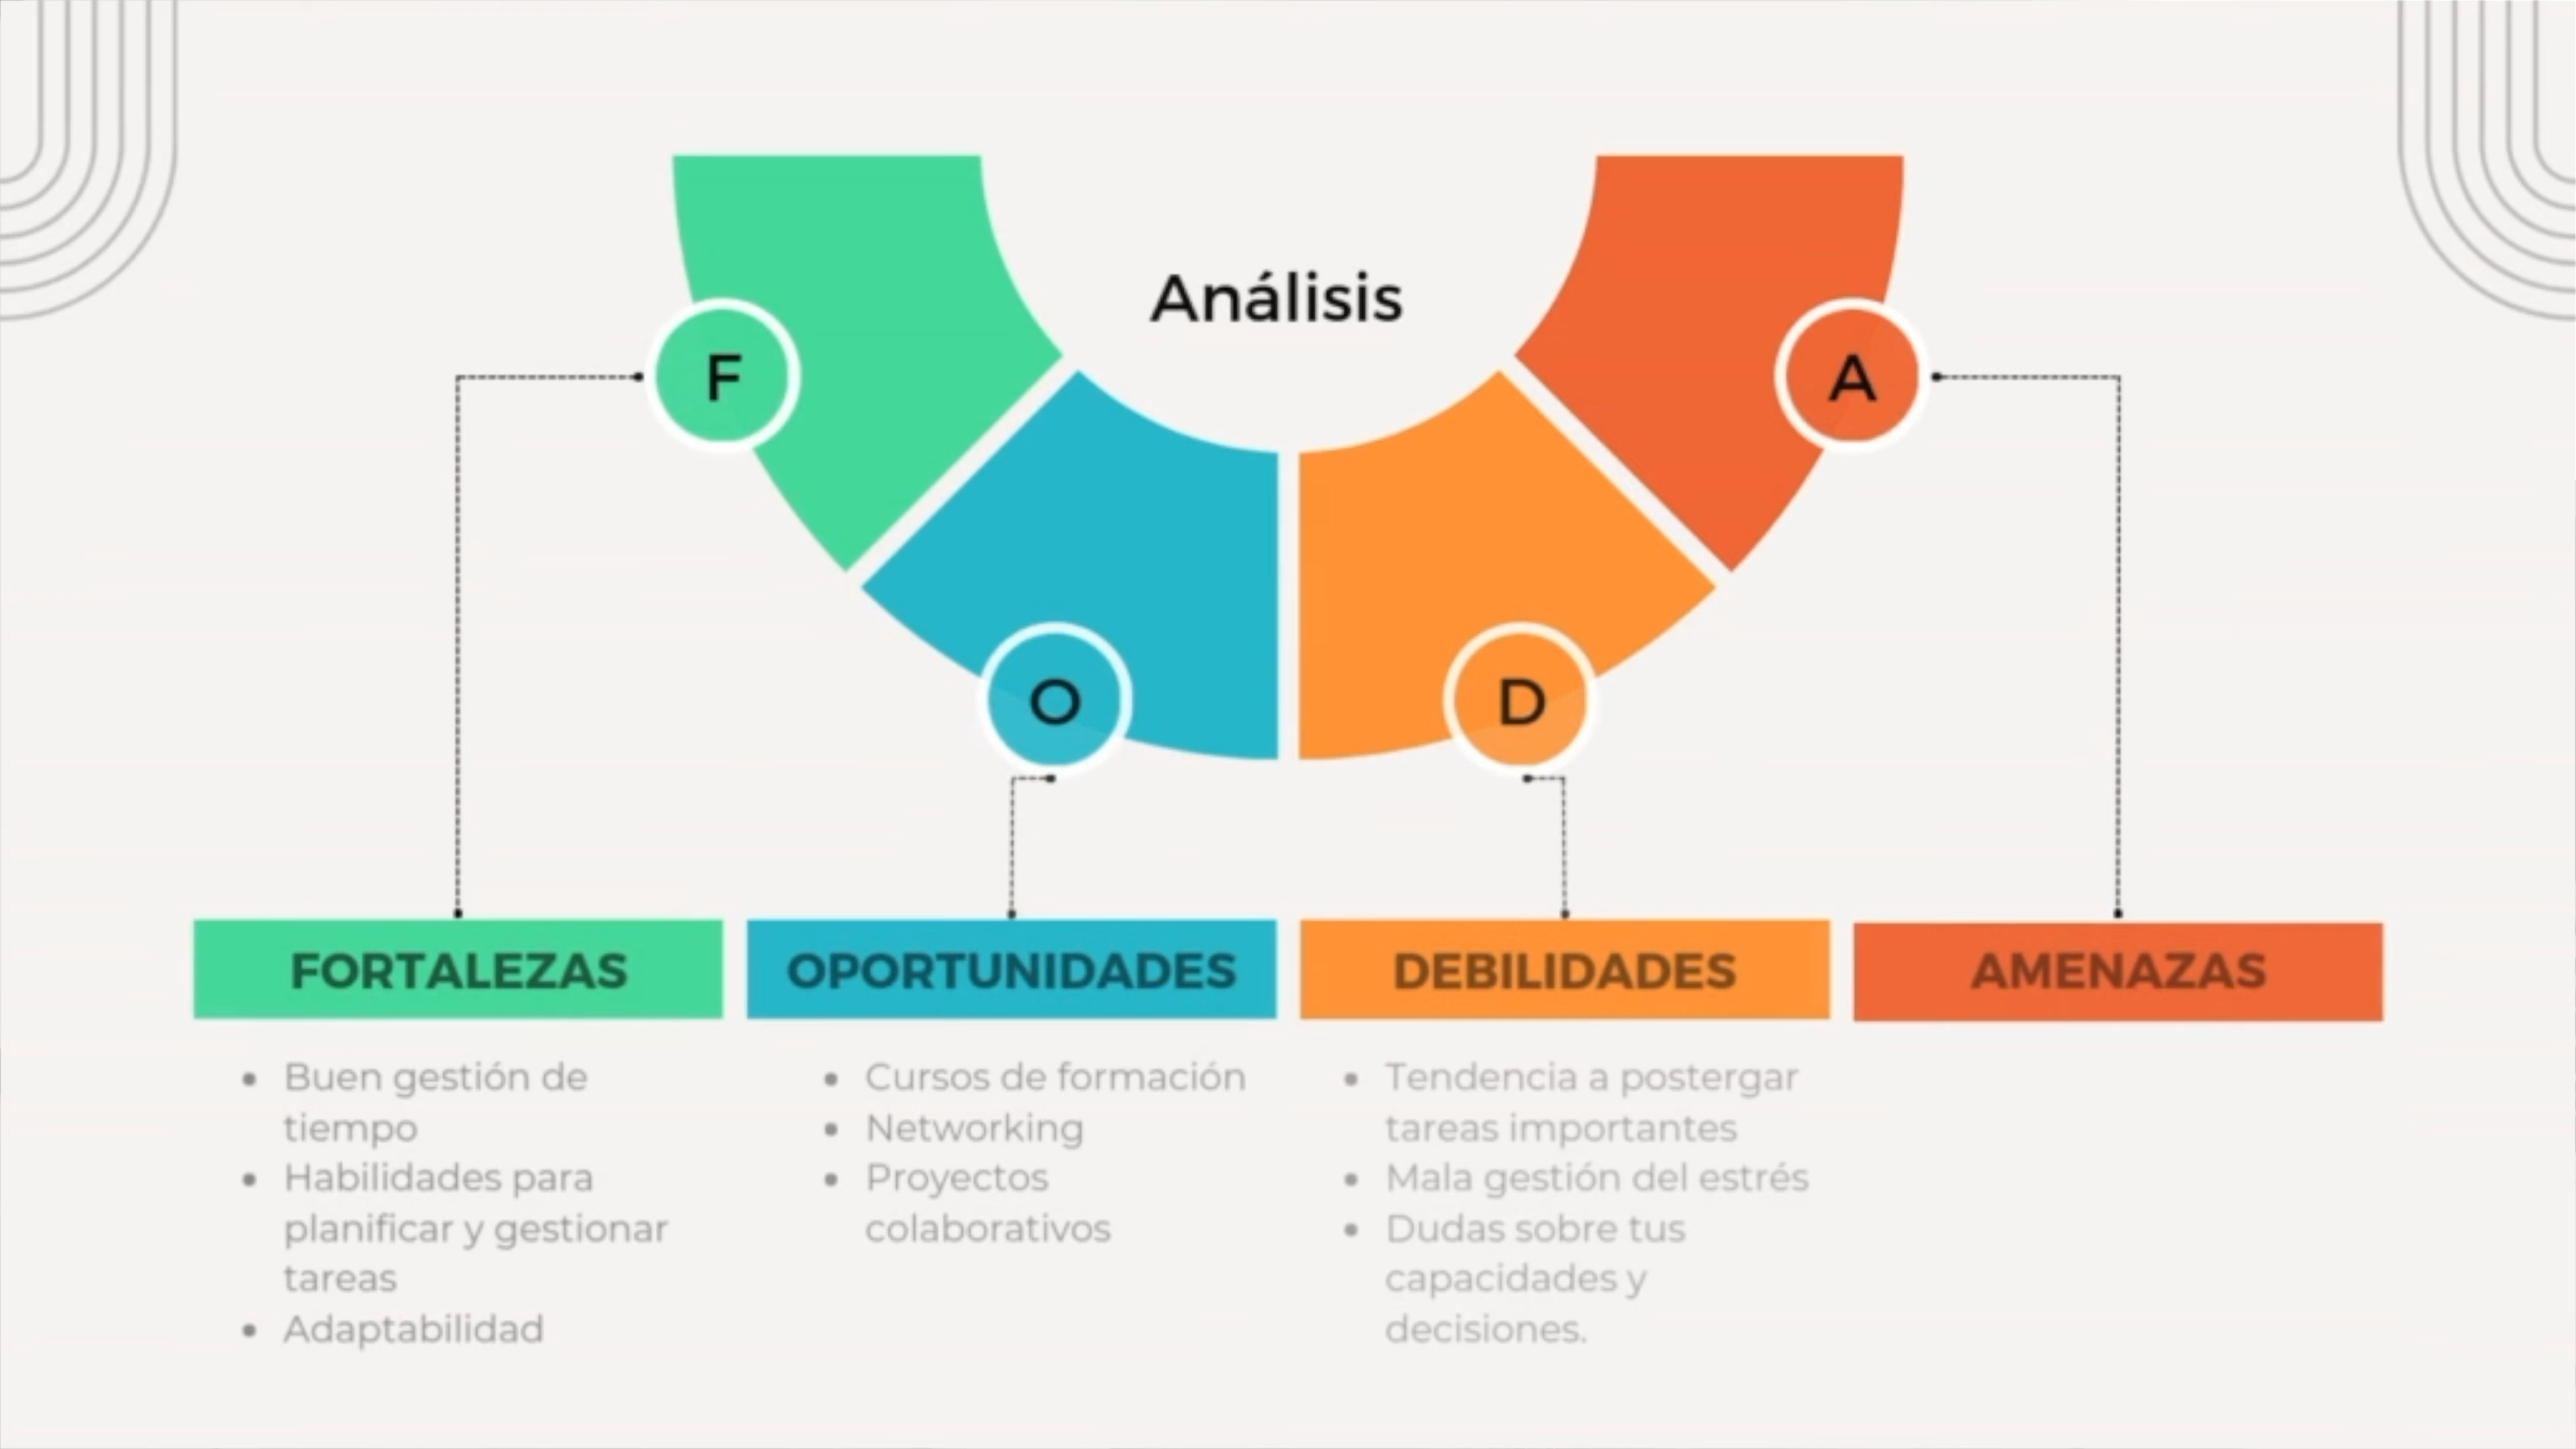 Análisis
F
A
O
D
FORTALEZAS
OPORTUNIDADES
DEBILIDADES
AMENAZAS
• Buen gestión de
tiempo
• Habilidades para
planificar y gestionar
tareas
• Adaptabilidad
• Cursos de formación
• Networking
• Proyectos
colaborativos
• Tendencia a postergar
tareas importantes
• Mala gestión del estrés
• Dudas sobre tus
capacidades y
decisiones.